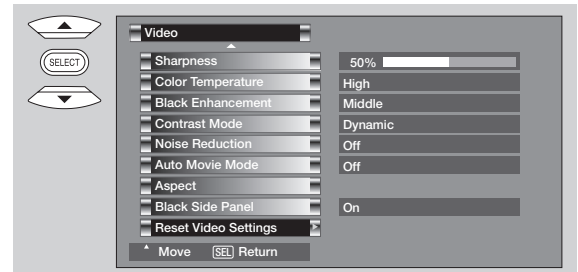 SELECT
Video
Sharpness 50%
Color Temperature High
Black Enhancement Middle
Contrast Mode Dynamic
Noise Reduction Off
Auto Movie Mode Off
Aspect
Black Side Panel On
Reset Video Settings
Move SEL Return